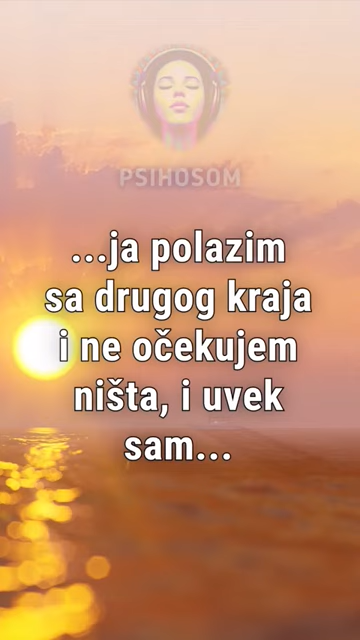 PSIHOSOM
...ja polazim
sa drugog kraja
i ne očekujem
ništa, i uvek
sam...